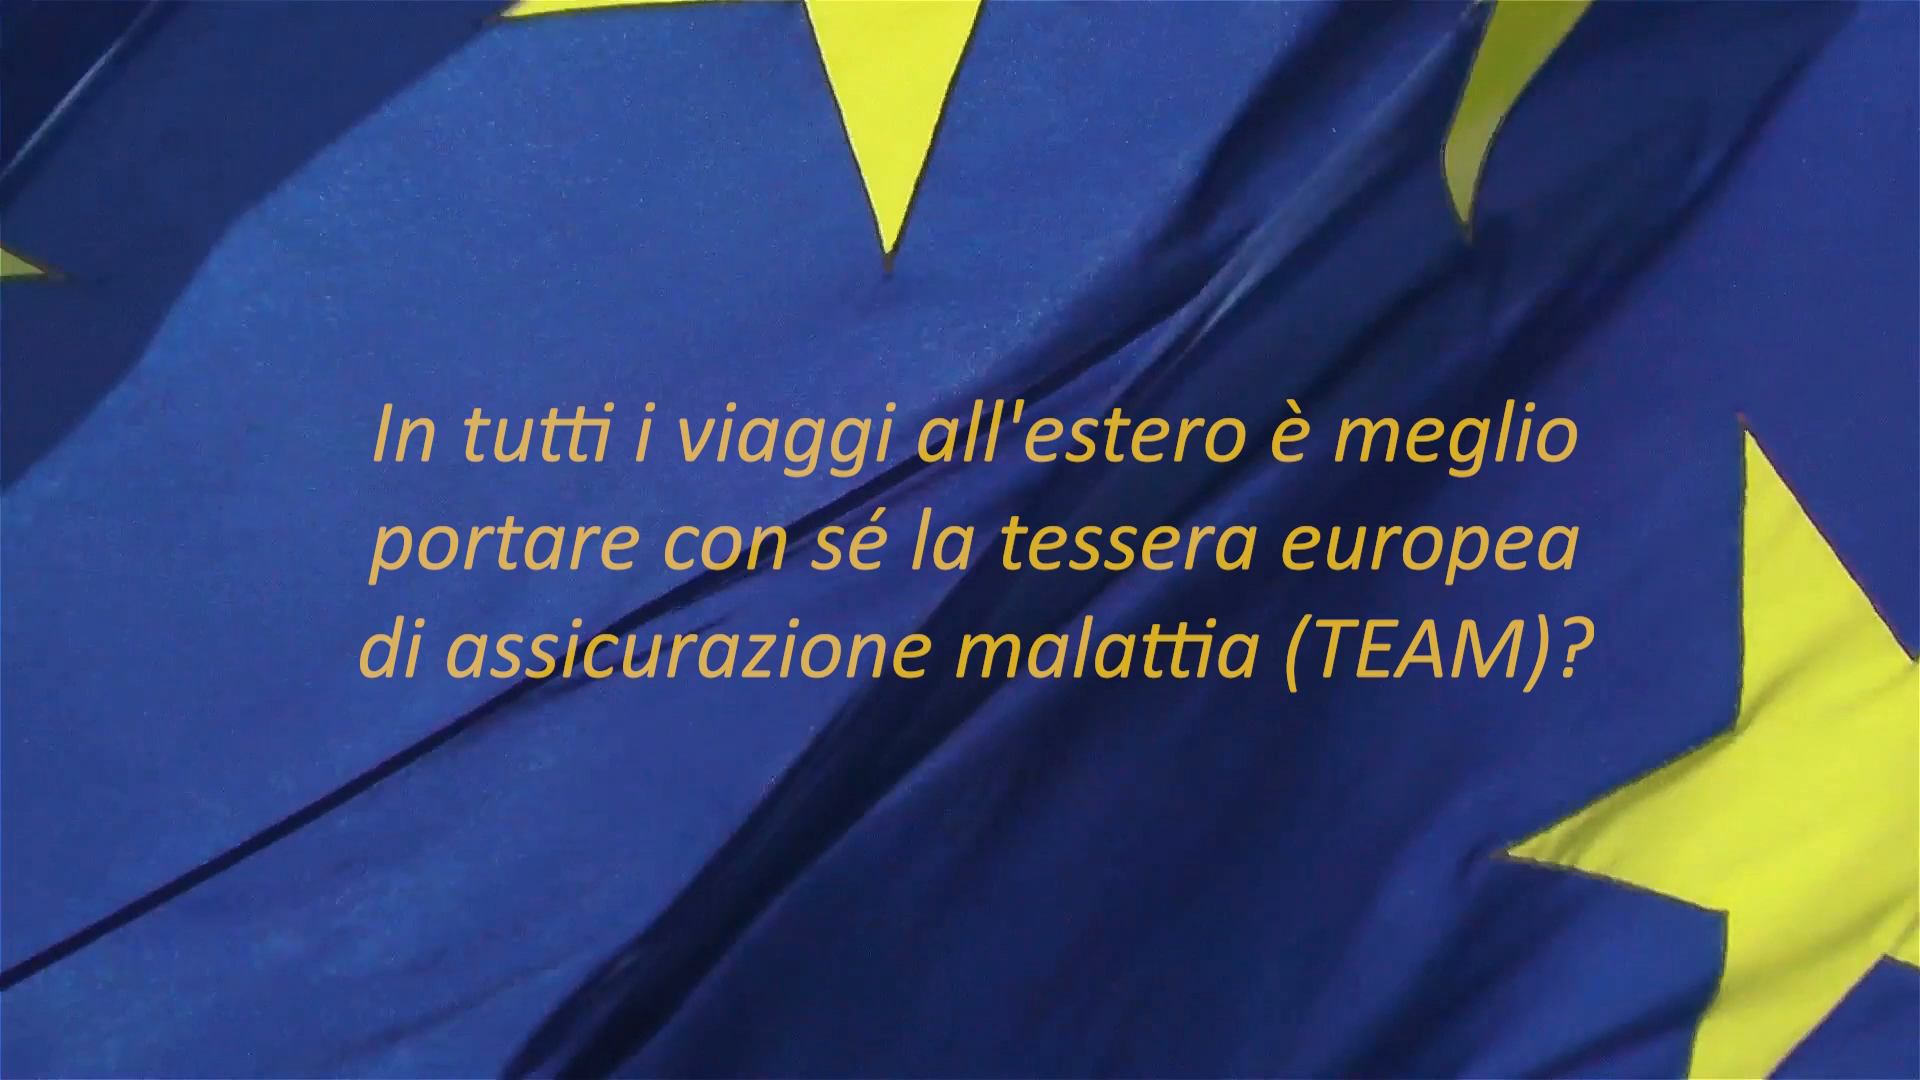 In tutti i viaggi all'estero è meglio
portare con sé la tessera europea
di assicurazione malattia (TEAM)?